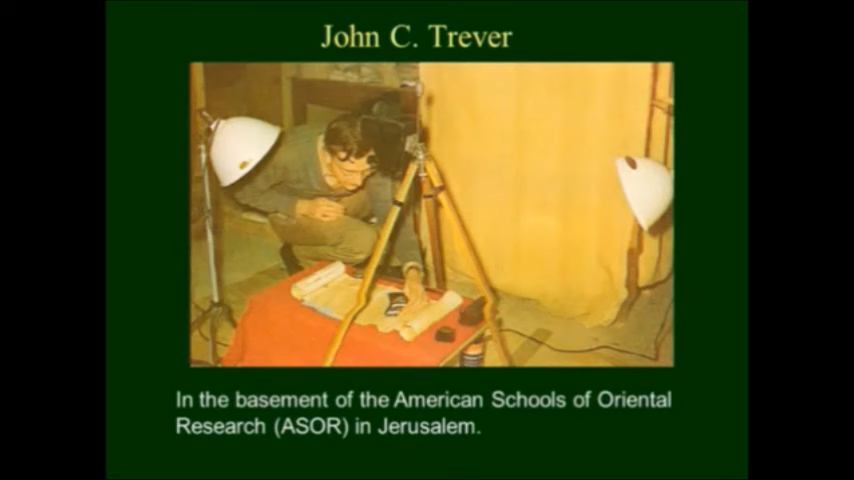 John C. Trever
In the basement of the American Schools of Oriental
Research (ASOR) in Jerusalem.